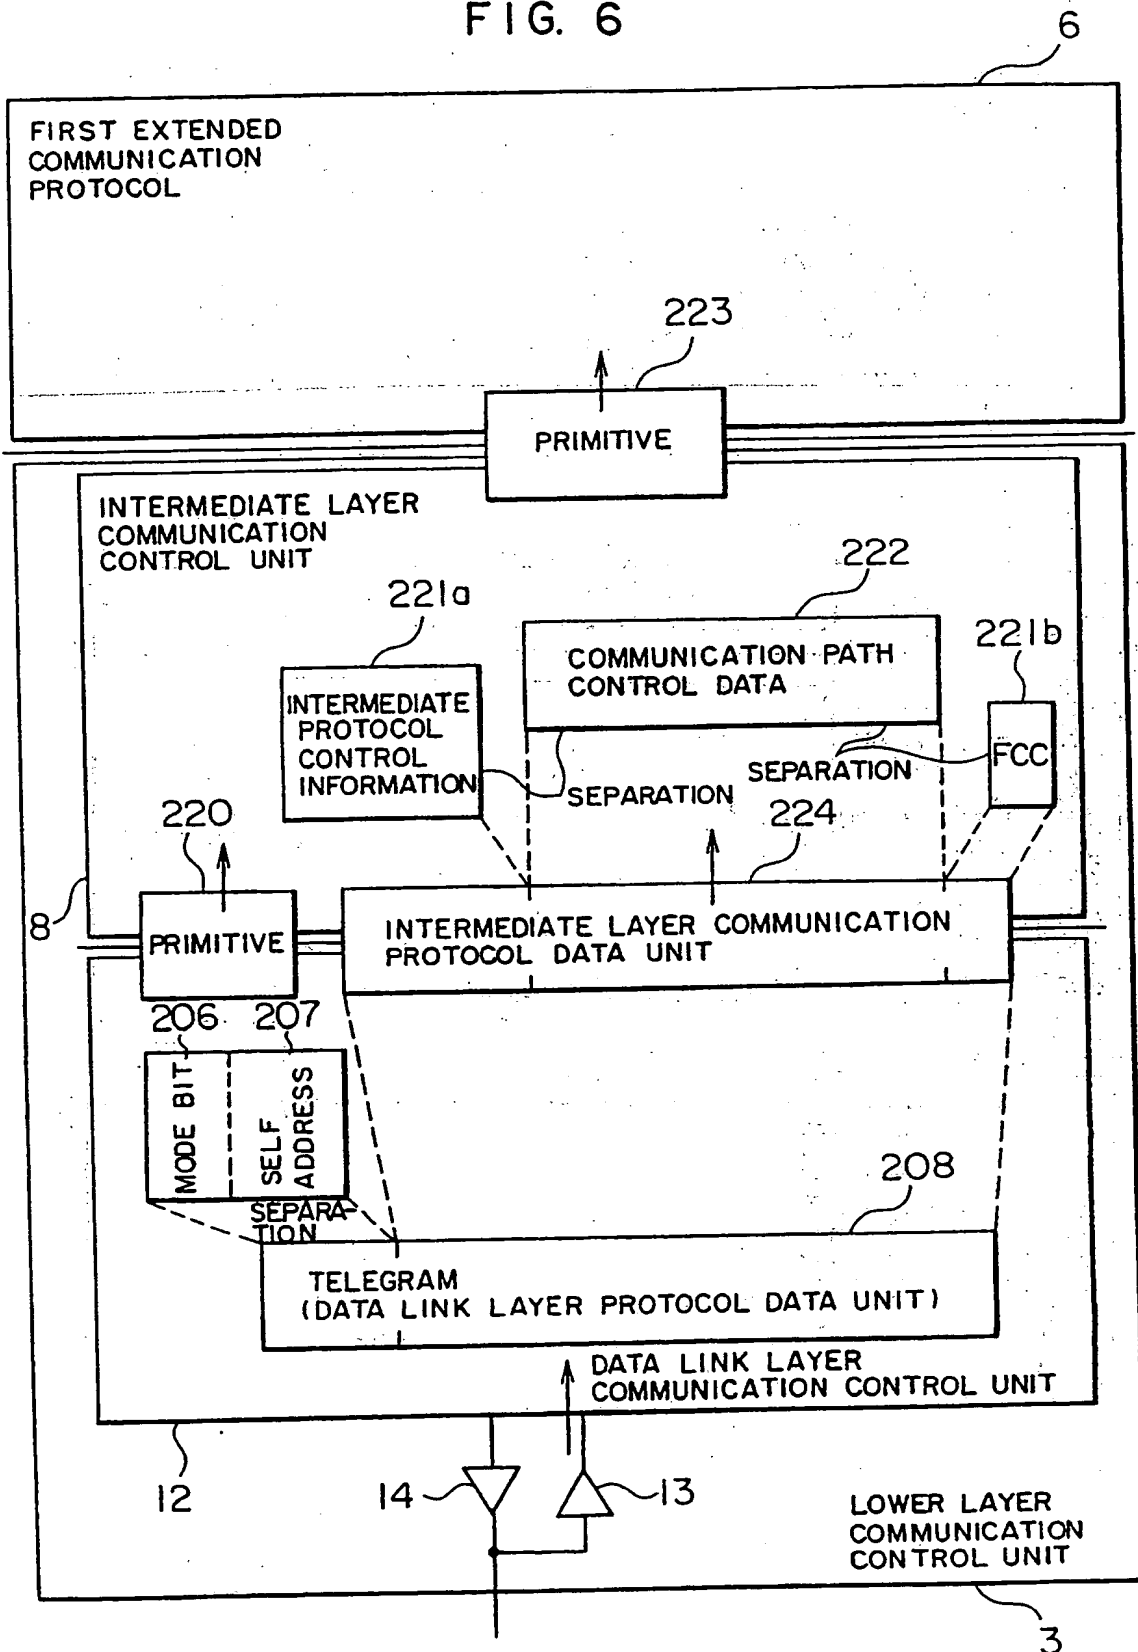 FIG. 6
6
FIRST EXTENDED
COMMUNICATION
PROTOCOL
223
PRIMITIVE
INTERMEDIATE LAYER
COMMUNICATION
CONTROL UNIT
222
221a
221b
COMMUNICATION PATH
CONTROL DATA
INTERMEDIATE
PROTOCOL
CONTROL
INFORMATION
FCC
SEPARATION
SEPARATION
220
224
8
PRIMITIVE
INTERMEDIATE LAYER COMMUNICATION
PROTOCOL DATA UNIT
206
207
MODE BIT
SELF
ADDRESS
208
SEPARA-
TION
TELEGRAM
(DATA LINK LAYER PROTOCOL DATA UNIT)
DATA LINK LAYER
COMMUNICATION CONTROL UNIT
12
14
13
LOWER LAYER
COMMUNICATION
CONTROL UNIT
3